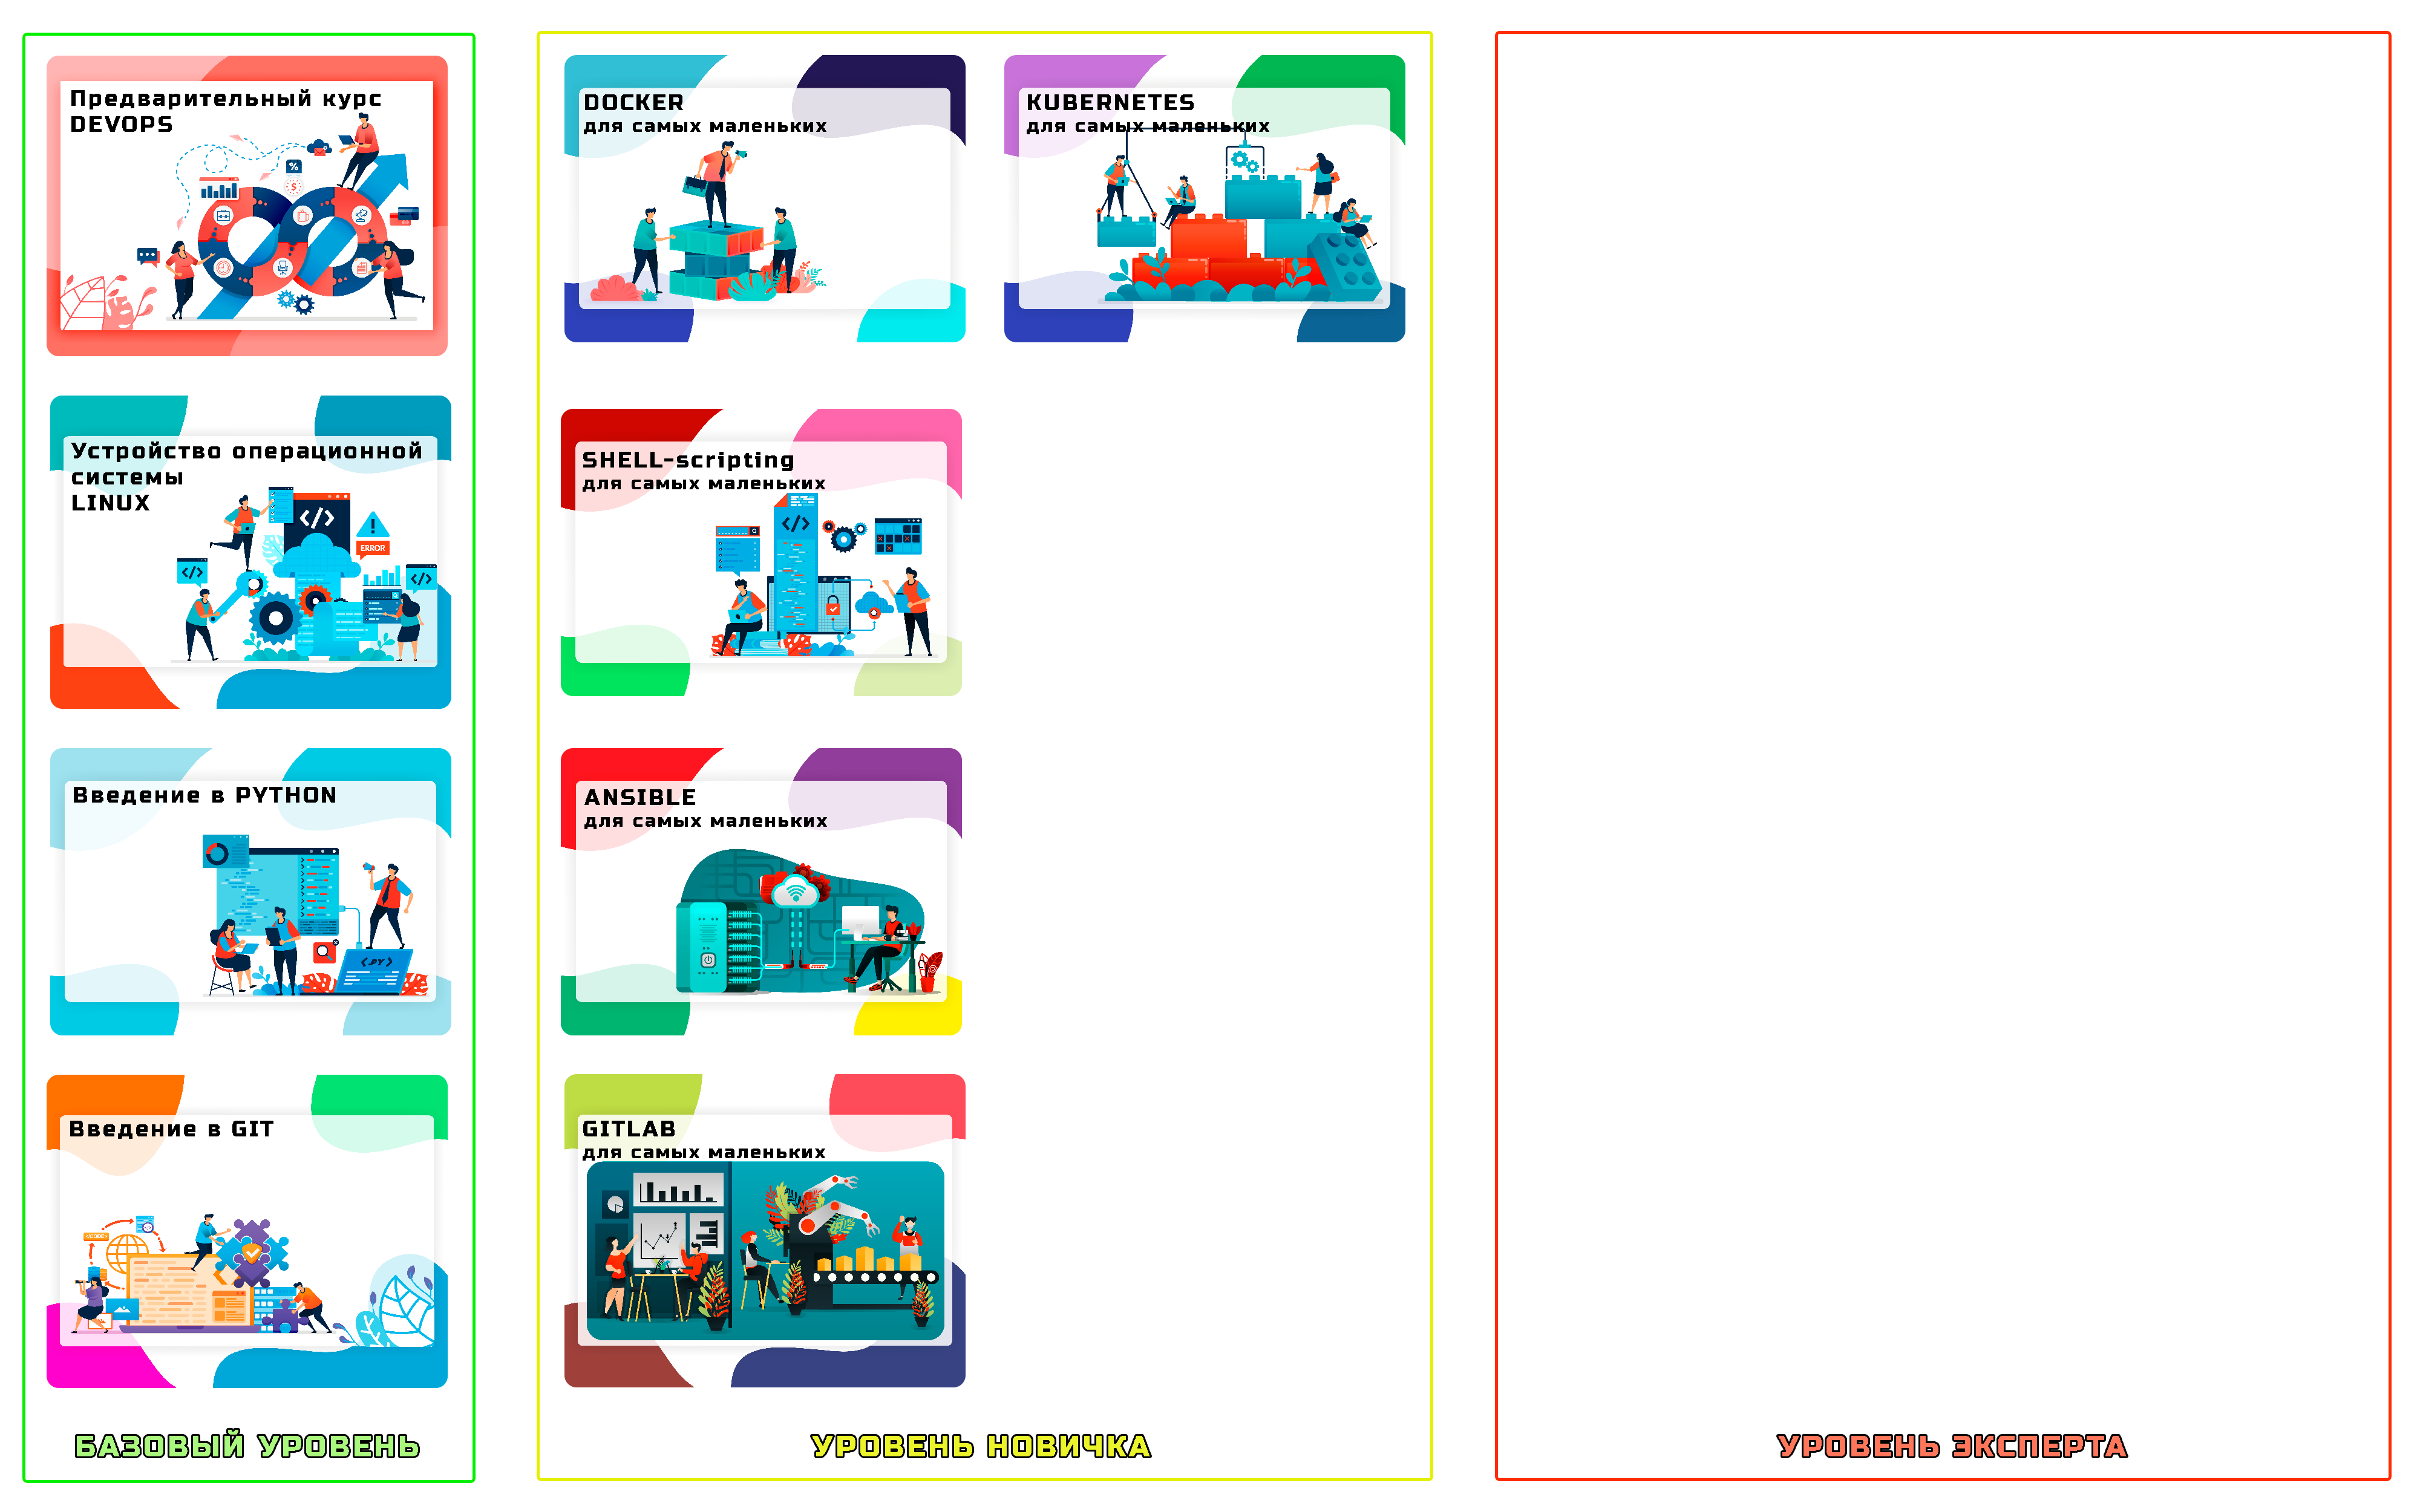 Предварительный курс
DEVOPS
%
$
Устройство операционной
системы
LINUX
</>
!
ERROR
</>
</>
Введение в PYTHON
<.PY>
Введение в GIT
<CODE>
БАЗОВЫЙ УРОВЕНЬ
DOCKER
для самых маленьких
KUBERNETES
для самых маленьких
SHELL-scripting
для самых маленьких
</>
ANSIBLE
для самых маленьких
GITLAB
для самых маленьких
УРОВЕНЬ НОВИЧКА
УРОВЕНЬ ЭКСПЕРТА